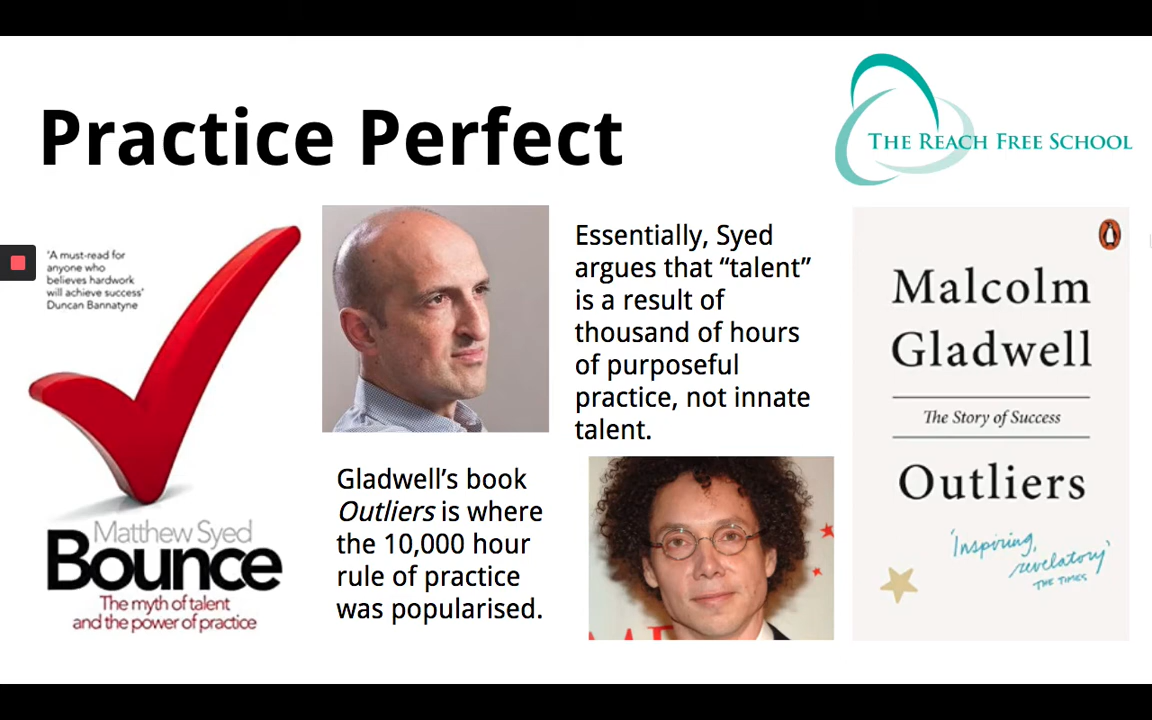 Practice Perfect
THE REACH FREE SCHOOL
'A must-read for
anyone who
believes hardwork
will achieve success'
Duncan Bannatyne
Matthew Syed
Bounce
The myth of talent
and the power of practice
Essentially, Syed
argues that “talent”
is a result of
thousand of hours
of purposeful
practice, not innate
talent.
Gladwell’s book
Outliers is where
the 10,000 hour
rule of practice
was popularised.
Malcolm
Gladwell
The Story of Success
Outliers
'Inspiring,
revelatory'
THE TIMES